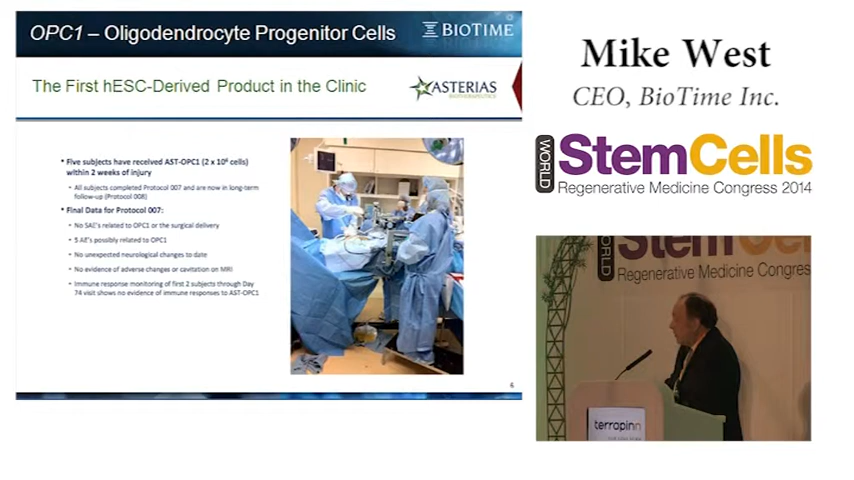 OPC1 – Oligodendrocyte Progenitor Cells
BIOTIME
The First hESC-Derived Product in the Clinic
ASTERIAS
BIOTHERAPEUTICS
• Five subjects have received AST-OPC1 (2 x 10⁶ cells)
within 2 weeks of injury
• All subjects completed Protocol 007 and are now in long-term
follow-up (Protocol 008)
• Final Data for Protocol 007:
• No SAE's related to OPC1 or the surgical delivery
• 5 AE's possibly related to OPC1
• No unexpected neurological changes to date
• No evidence of adverse changes or cavitation on MRI
• Immune response monitoring of first 2 subjects through Day
74 visit shows no evidence of immune responses to AST-OPC1
6
Mike West
CEO, BioTime Inc.
WORLD
StemCells
Regenerative Medicine Congress 2014
WORLD
StemCells
Regenerative Medicine Congress
terrapinn